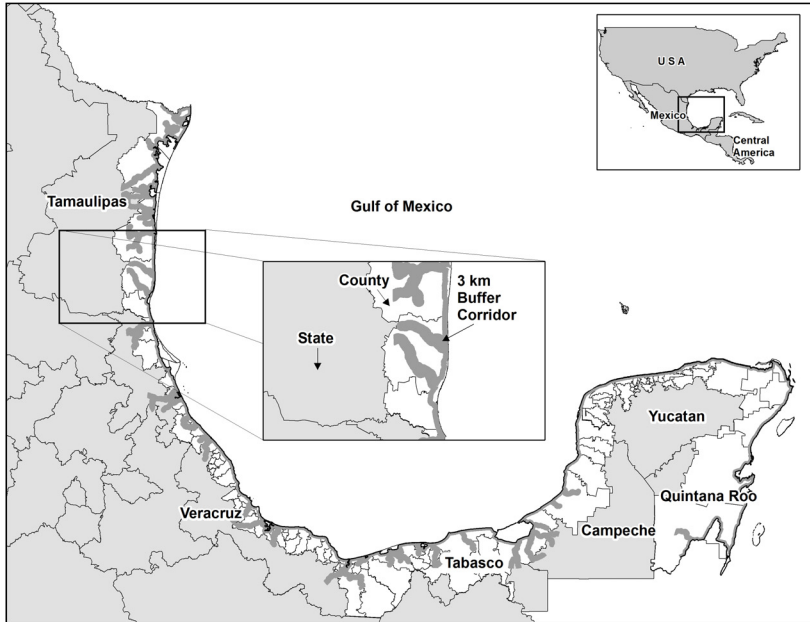 U S A
Mexico
Central
America
Tamaulipas
Gulf of Mexico
County
3 km
Buffer
Corridor
State
Yucatan
Quintana Roo
Veracruz
Campeche
Tabasco